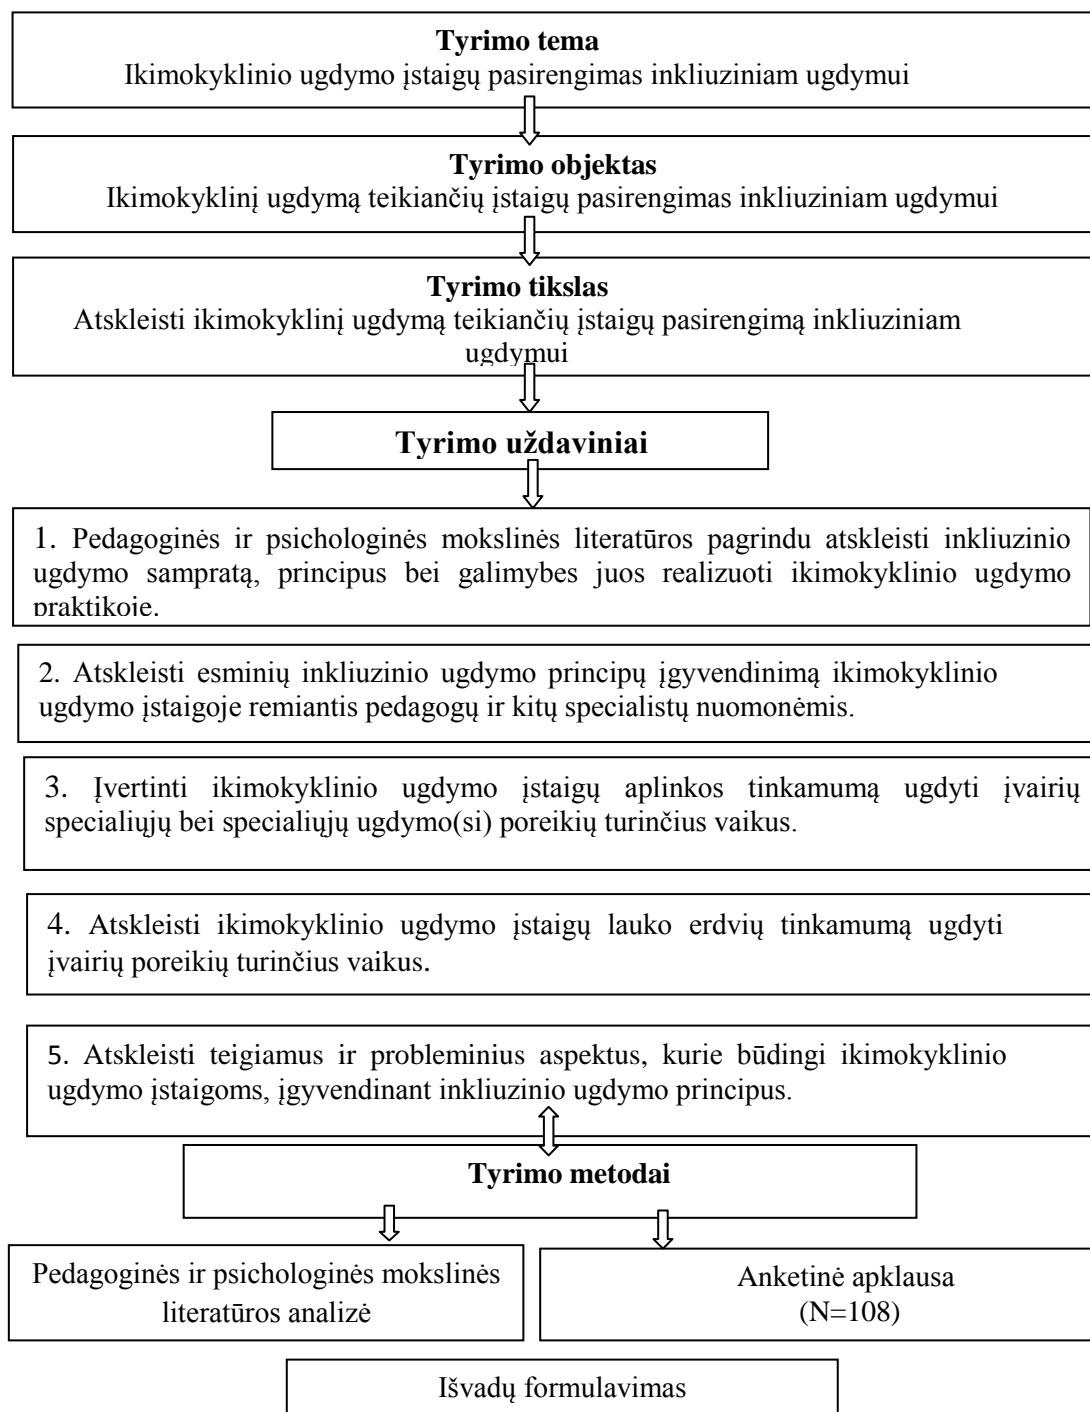 Tyrimo tema
Ikimokyklinio ugdymo įstaigų pasirengimas inkliuziniam ugdymui
Tyrimo objektas
Ikimokyklinį ugdymą teikiančių įstaigų pasirengimas inkliuziniam ugdymui
Tyrimo tikslas
Atskleisti ikimokyklinį ugdymą teikiančių įstaigų pasirengimą inkliuziniam
ugdymui
Tyrimo uždaviniai
1. Pedagoginės ir psichologinės mokslinės literatūros pagrindu atskleisti inkliuzinio
ugdymo sampratą, principus bei galimybes juos realizuoti ikimokyklinio ugdymo
praktikoje.
2. Atskleisti esminių inkliuzinio ugdymo principų įgyvendinimą ikimokyklinio
ugdymo įstaigoje remiantis pedagogų ir kitų specialistų nuomonėmis.
3. Įvertinti ikimokyklinio ugdymo įstaigų aplinkos tinkamumą ugdyti įvairių
specialiųjų bei specialiųjų ugdymo(si) poreikių turinčius vaikus.
4. Atskleisti ikimokyklinio ugdymo įstaigų lauko erdvių tinkamumą ugdyti
įvairių poreikių turinčius vaikus.
5. Atskleisti teigiamus ir probleminius aspektus, kurie būdingi ikimokyklinio
ugdymo įstaigoms, įgyvendinant inkliuzinio ugdymo principus.
Tyrimo metodai
Pedagoginės ir psichologinės mokslinės
literatūros analizė
Anketinė apklausa
(N=108)
Išvadų formulavimas